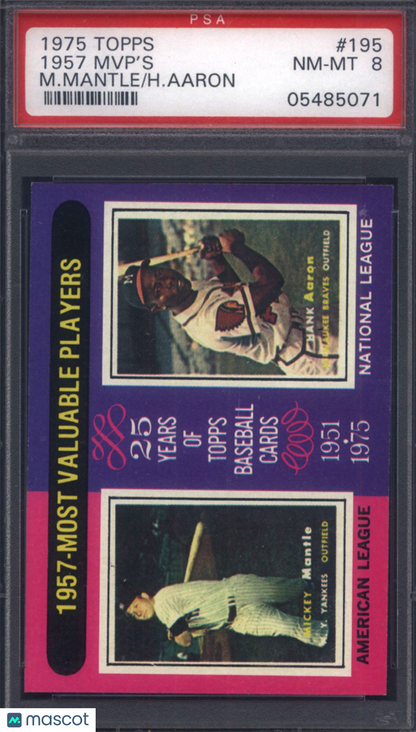 PSA
1975 TOPPS #195
1957 MVP'S NM-MT 8
M.MANTLE/H.AARON
05485071
1957-MOST VALUABLE PLAYERS
MICKEY Mantle
N.Y. YANKEES OUTFIELD
AMERICAN LEAGUE
25
YEARS
OF
TOPPS
BASEBALL
CARDS
1951
1975
M
HANK Aaron
MILWAUKEE BRAVES OUTFIELD
NATIONAL LEAGUE
mascot